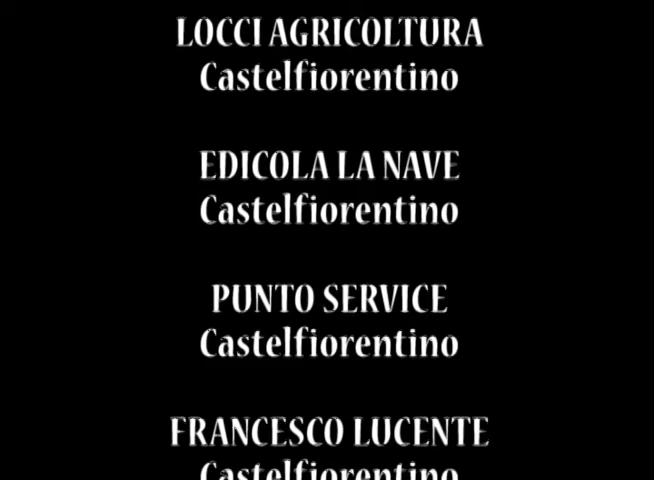 LOCCI AGRICOLTURA
Castelfiorentino
EDICOLA LA NAVE
Castelfiorentino
PUNTO SERVICE
Castelfiorentino
FRANCESCO LUCENTE
Castelfiorentino